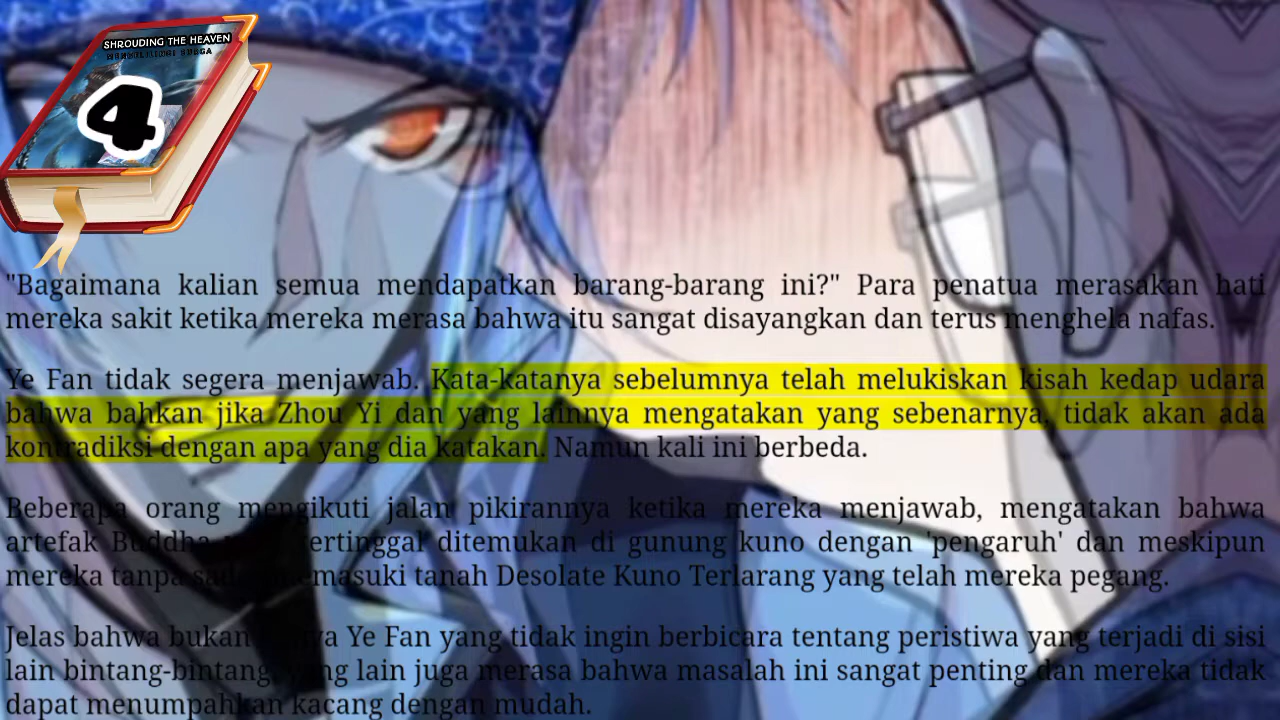 SHROUDING THE HEAVEN
4
"Bagaimana kalian semua mendapatkan barang-barang ini?" Para penatua merasakan hati
mereka sakit ketika mereka merasa bahwa itu sangat disayangkan dan terus menghela nafas.
Ye Fan tidak segera menjawab. Kata-katanya sebelumnya telah melukiskan kisah kedap udara
bahwa bahkan jika Zhou Yi dan yang lainnya mengatakan yang sebenarnya, tidak akan ada
kontradiksi dengan apa yang dia katakan. Namun kali ini berbeda.
Beberapa orang mengikuti jalan pikirannya ketika mereka menjawab, mengatakan bahwa
artefak Buddha tertinggal ditemukan di gunung kuno dengan 'pengaruh' dan meskipun
mereka tanpa memasuki tanah Desolate Kuno Terlarang yang telah mereka pegang.
Jelas bahwa bukan Ye Fan yang tidak ingin berbicara tentang peristiwa yang terjadi di sisi
lain bintang-bintang, yang lain juga merasa bahwa masalah ini sangat penting dan mereka tidak
dapat menumpahkan kacang dengan mudah.